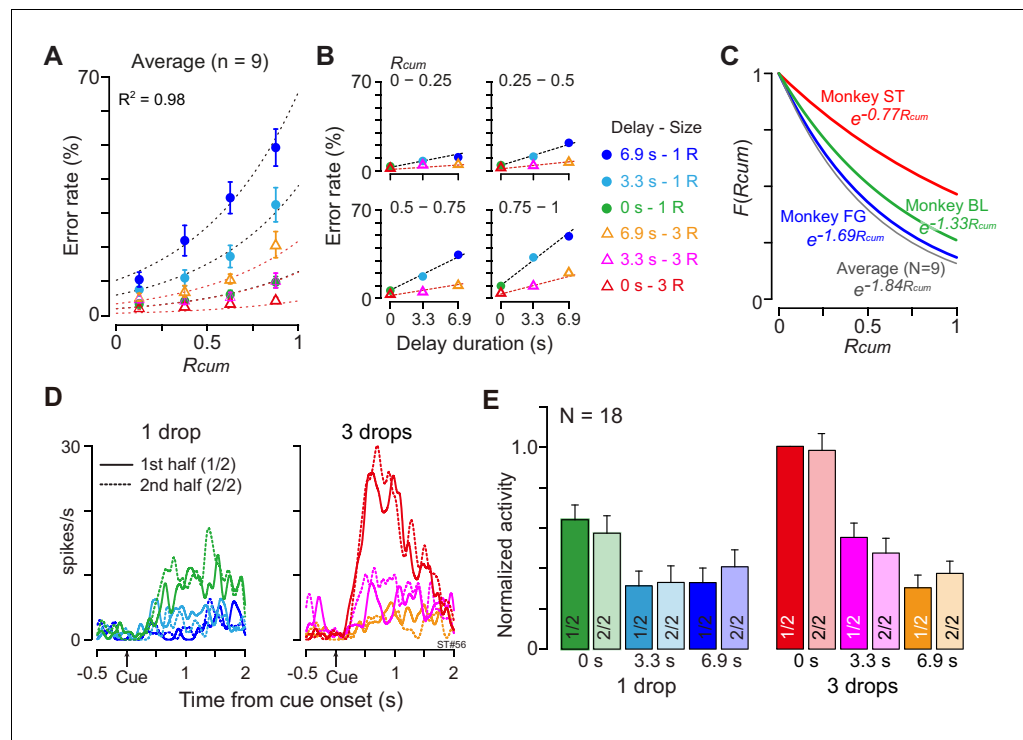 A
Average (n = 9)
R² = 0.98
70
0
Error rate (%)
0
0.5
1
Rcum
B
Rcum
0 – 0.25
0.25 – 0.5
0.5 – 0.75
0.75 – 1
70
0
70
0
Error rate (%)
0
3.3
6.9
0
3.3
6.9
Delay duration (s)
Delay - Size
6.9 s - 1 R
3.3 s - 1 R
0 s - 1 R
6.9 s - 3 R
3.3 s - 3 R
0 s - 3 R
C
1
0
F(Rcum)
Monkey ST
e-0.77Rcum
Monkey BL
e-1.33Rcum
Monkey FG
e-1.69Rcum
Average (N=9)
e-1.84Rcum
0
0.5
1
Rcum
D
1 drop
3 drops
30
0
spikes/s
1st half (1/2)
2nd half (2/2)
ST#56
-0.5
Cue
1
2
-0.5
Cue
1
2
Time from cue onset (s)
E
N = 18
1.0
0
Normalized activity
1/2
2/2
1/2
2/2
1/2
2/2
1/2
2/2
1/2
2/2
1/2
2/2
0 s
3.3 s
6.9 s
0 s
3.3 s
6.9 s
1 drop
3 drops